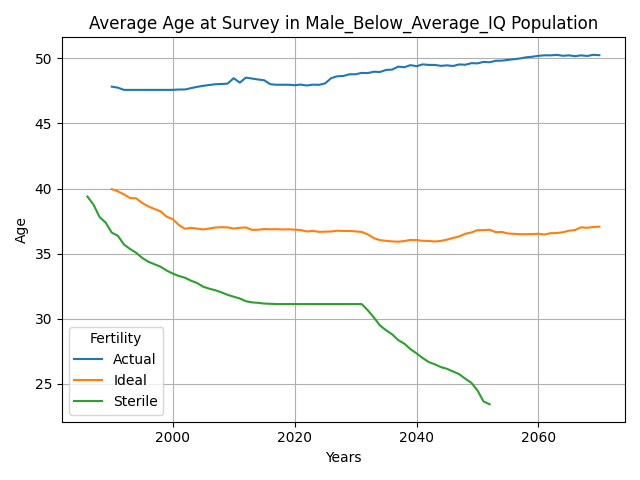 Average Age at Survey in Male_Below_Average_IQ Population
50
45
40
35
30
25
Age
Fertility
Actual
Ideal
Sterile
2000
2020
2040
2060
Years